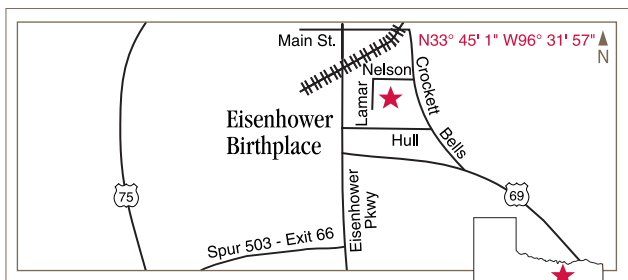 Main St.
N33° 45' 1" W96° 31' 57"
N
Nelson
Crockett
Lamar
Eisenhower
Birthplace
Hull
Bells
75
69
Eisenhower
Pkwy
Spur 503 - Exit 66